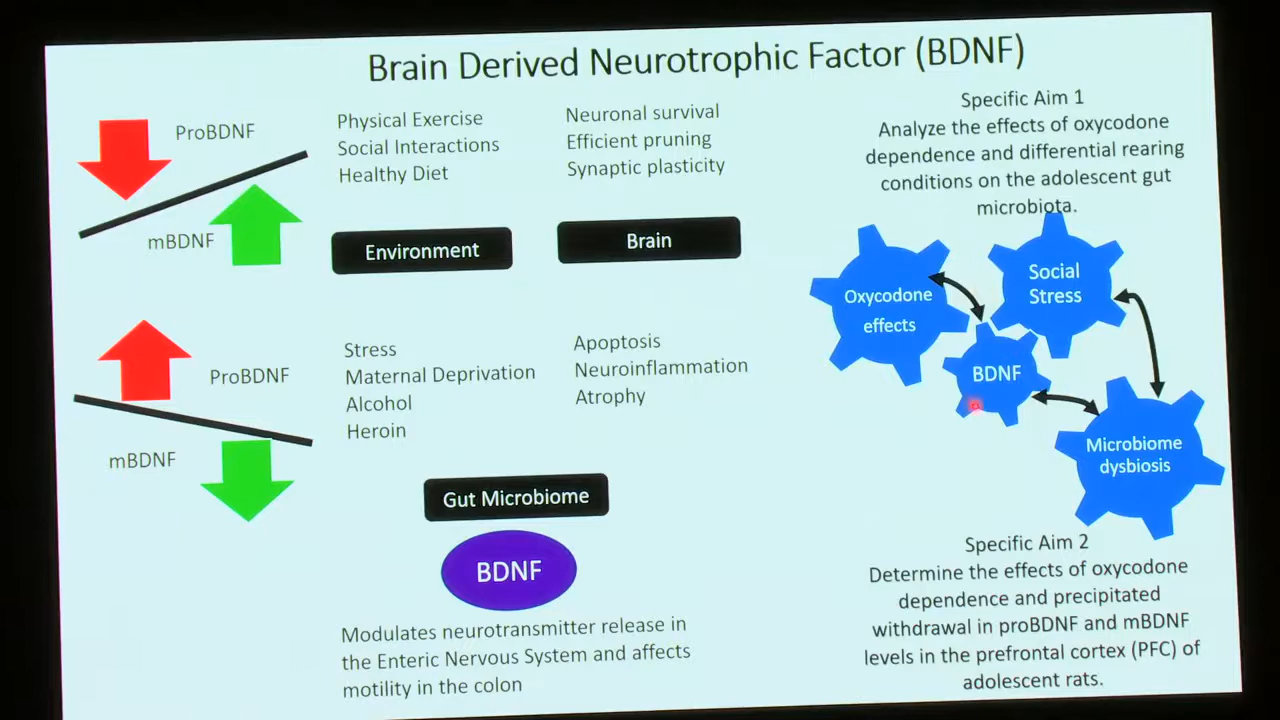 Brain Derived Neurotrophic Factor (BDNF)
ProBDNF
mBDNF
Physical Exercise
Social Interactions
Healthy Diet
Neuronal survival
Efficient pruning
Synaptic plasticity
Environment
Brain
ProBDNF
mBDNF
Stress
Maternal Deprivation
Alcohol
Heroin
Apoptosis
Neuroinflammation
Atrophy
Gut Microbiome
BDNF
Modulates neurotransmitter release in
the Enteric Nervous System and affects
motility in the colon
Specific Aim 1
Analyze the effects of oxycodone
dependence and differential rearing
conditions on the adolescent gut
microbiota.
Oxycodone
effects
Social
Stress
BDNF
Microbiome
dysbiosis
Specific Aim 2
Determine the effects of oxycodone
dependence and precipitated
withdrawal in proBDNF and mBDNF
levels in the prefrontal cortex (PFC) of
adolescent rats.